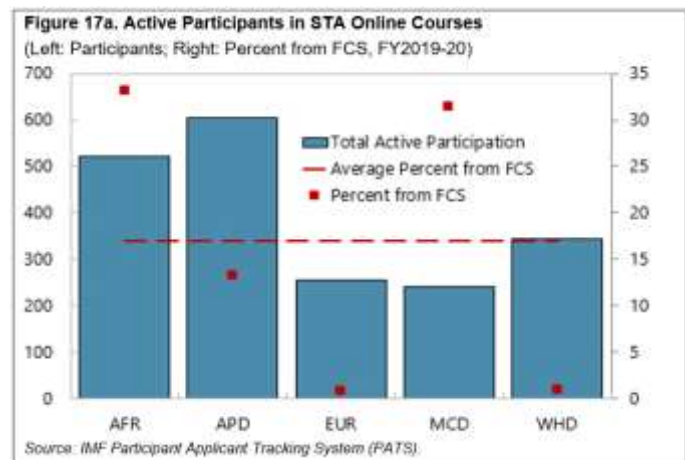 Figure 17a. Active Participants in STA Online Courses
(Left: Participants; Right: Percent from FCS, FY2019-20)
700
600
500
400
300
200
100
0
35
30
25
20
15
10
5
0
Total Active Participation
Average Percent from FCS
Percent from FCS
AFR APD EUR MCD WHD
Source: IMF Participant Applicant Tracking System (PATS).